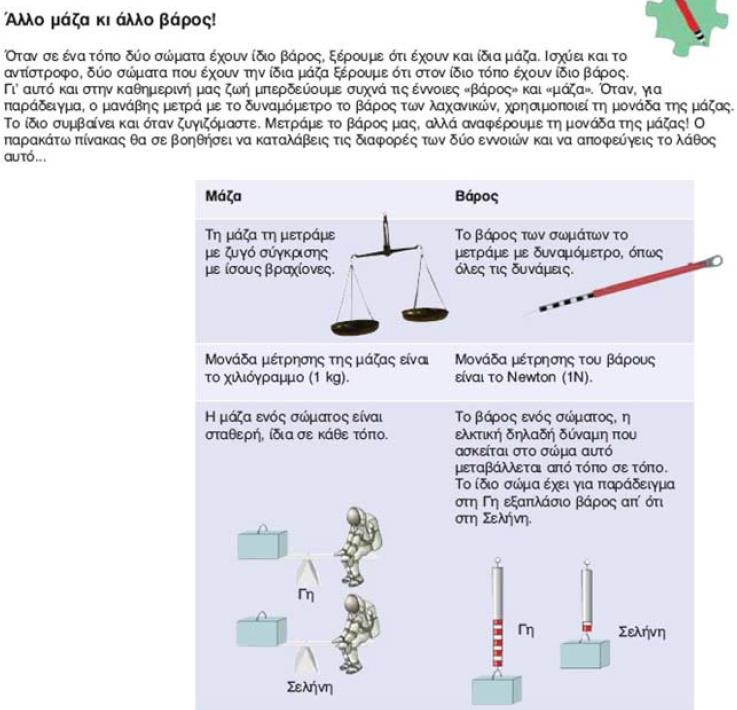 Άλλο μάζα κι άλλο βάρος!
Όταν σε ένα τόπο δύο σώματα έχουν ίδιο βάρος, ξέρουμε ότι έχουν και ίδια μάζα. Ισχύει και το
αντίστροφο, δύο σώματα που έχουν την ίδια μάζα ξέρουμε ότι στον ίδιο τόπο έχουν ίδιο βάρος.
Γι' αυτό και στην καθημερινή μας ζωή μπερδεύουμε συχνά τις έννοιες «βάρος» και «μάζα». Όταν, για
παράδειγμα, ο μανάβης μετρά με το δυναμόμετρο το βάρος των λαχανικών, χρησιμοποιεί τη μονάδα της μάζας.
Το ίδιο συμβαίνει και όταν ζυγιζόμαστε. Μετράμε το βάρος μας, αλλά αναφέρουμε τη μονάδα της μάζας! Ο
παρακάτω πίνακας θα σε βοηθήσει να καταλάβεις τις διαφορές των δύο εννοιών και να αποφεύγεις το λάθος
αυτό...
Μάζα
Τη μάζα τη μετράμε
με ζυγό σύγκρισης
με ίσους βραχίονες.
Βάρος
Το βάρος των σωμάτων το
μετράμε με δυναμόμετρο, όπως
όλες τις δυνάμεις.
Μονάδα μέτρησης της μάζας είναι
το χιλιόγραμμο (1 kg).
Μονάδα μέτρησης του βάρους
είναι το Newton (1N).
Η μάζα ενός σώματος είναι
σταθερή, ίδια σε κάθε τόπο.
Το βάρος ενός σώματος, η
ελκτική δηλαδή δύναμη που
ασκείται στο σώμα αυτό
μεταβάλλεται από τόπο σε τόπο.
Το ίδιο σώμα έχει για παράδειγμα
στη Γη εξαπλάσιο βάρος απ' ότι
στη Σελήνη.
Γη
Σελήνη
Γη
Σελήνη